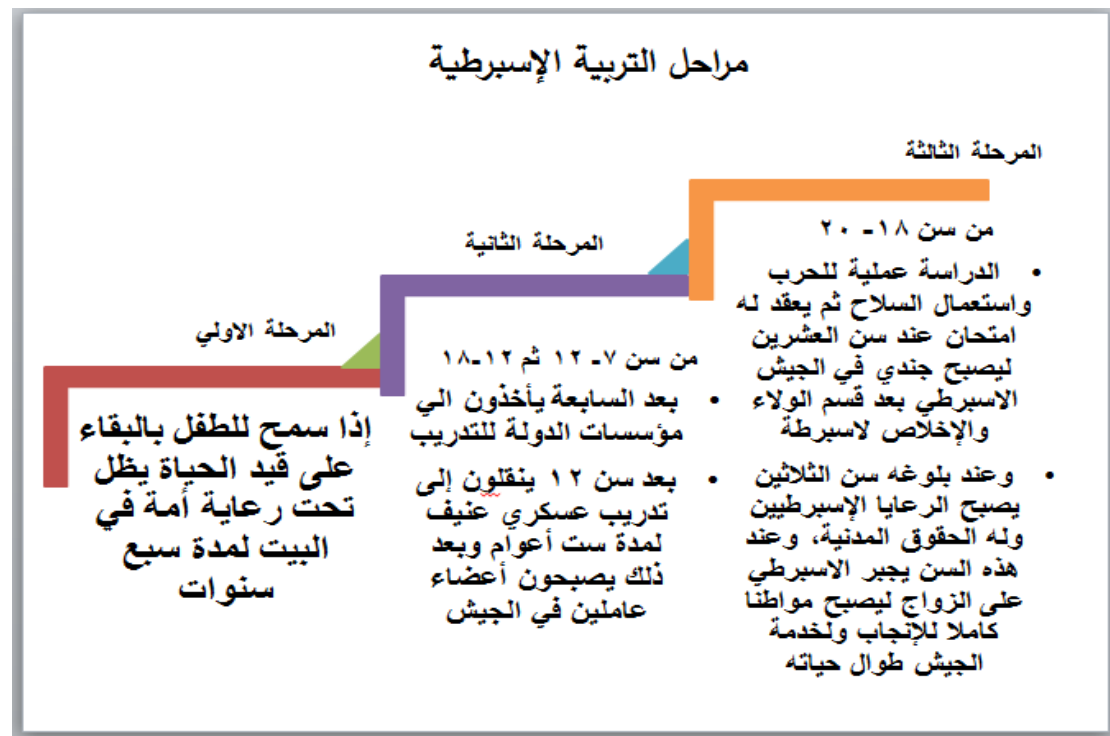 مراحل التربية الإسبرطية
المرحلة الاولي
إذا سمح للطفل بالبقاء
على قيد الحياة يظل
تحت رعاية أمة في
البيت لمدة سبع
سنوات
المرحلة الثانية
من سن ٧- ١٢ ثم ١٢-١٨
• بعد السابعة يأخذون الي
مؤسسات الدولة للتدريب
• بعد سن ١٢ ينقلون إلى
تدريب عسكري عنيف
لمدة ست أعوام وبعد
ذلك يصبحون أعضاء
عاملين في الجيش
المرحلة الثالثة
من سن ١٨- ٢٠
• الدراسة عملية للحرب
واستعمال السلاح ثم يعقد له
امتحان عند سن العشرين
ليصبح جندي في الجيش
الاسبرطي بعد قسم الولاء
والإخلاص لاسبرطة
• وعند بلوغه سن الثلاثين
يصبح الرعايا الإسبرطيين
وله الحقوق المدنية، وعند
هذه السن يجبر الاسبرطي
على الزواج ليصبح مواطنا
كاملا للإنجاب ولخدمة
الجيش طوال حياته